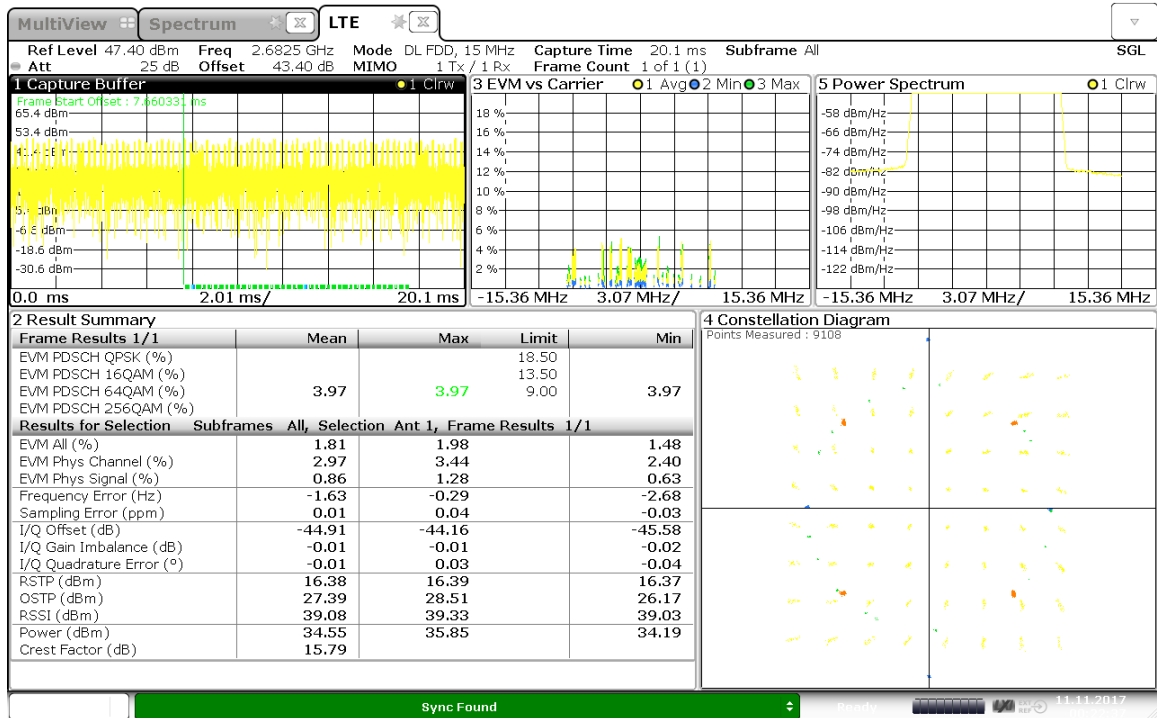 MultiView Spectrum LTE
Ref Level 47.40 dBm Freq 2.6825 GHz Mode DL FDD, 15 MHz Capture Time 20.1 ms Subframe All SGL
Att 25 dB Offset 43.40 dB MIMO 1 Tx / 1 Rx Frame Count 1 of 1 (1)
1 Capture Buffer 1 Clrw
Frame Start Offset : 7.660331 ms
65.4 dBm
53.4 dBm
-18.6 dBm
-30.6 dBm
0.0 ms 2.01 ms/ 20.1 ms
3 EVM vs Carrier 1 Avg 2 Min 3 Max
18 %
16 %
14 %
12 %
10 %
8 %
6 %
4 %
2 %
-15.36 MHz 3.07 MHz/ 15.36 MHz
5 Power Spectrum 1 Clrw
-58 dBm/Hz
-66 dBm/Hz
-74 dBm/Hz
-82 dBm/Hz
-90 dBm/Hz
-98 dBm/Hz
-106 dBm/Hz
-114 dBm/Hz
-122 dBm/Hz
-15.36 MHz 3.07 MHz/ 15.36 MHz
2 Result Summary
Frame Results 1/1 Mean Max Limit Min
EVM PDSCH QPSK (%) 18.50
EVM PDSCH 16QAM (%) 13.50
EVM PDSCH 64QAM (%) 3.97 3.97 9.00 3.97
EVM PDSCH 256QAM (%)
Results for Selection Subframes All, Selection Ant 1, Frame Results 1/1
EVM All (%) 1.81 1.98 1.48
EVM Phys Channel (%) 2.97 3.44 2.40
EVM Phys Signal (%) 0.86 1.28 0.63
Frequency Error (Hz) -1.63 -0.29 -2.68
Sampling Error (ppm) 0.01 0.04 -0.03
I/Q Offset (dB) -44.91 -44.16 -45.58
I/Q Gain Imbalance (dB) -0.01 -0.01 -0.02
I/Q Quadrature Error (º) -0.01 0.03 -0.04
RSTP (dBm) 16.38 16.39 16.37
OSTP (dBm) 27.39 28.51 26.17
RSSI (dBm) 39.08 39.33 39.03
Power (dBm) 34.55 35.85 34.19
Crest Factor (dB) 15.79
4 Constellation Diagram
Points Measured : 9108
Sync Found
Ready
LXI
EXT
REF
11.11.2017